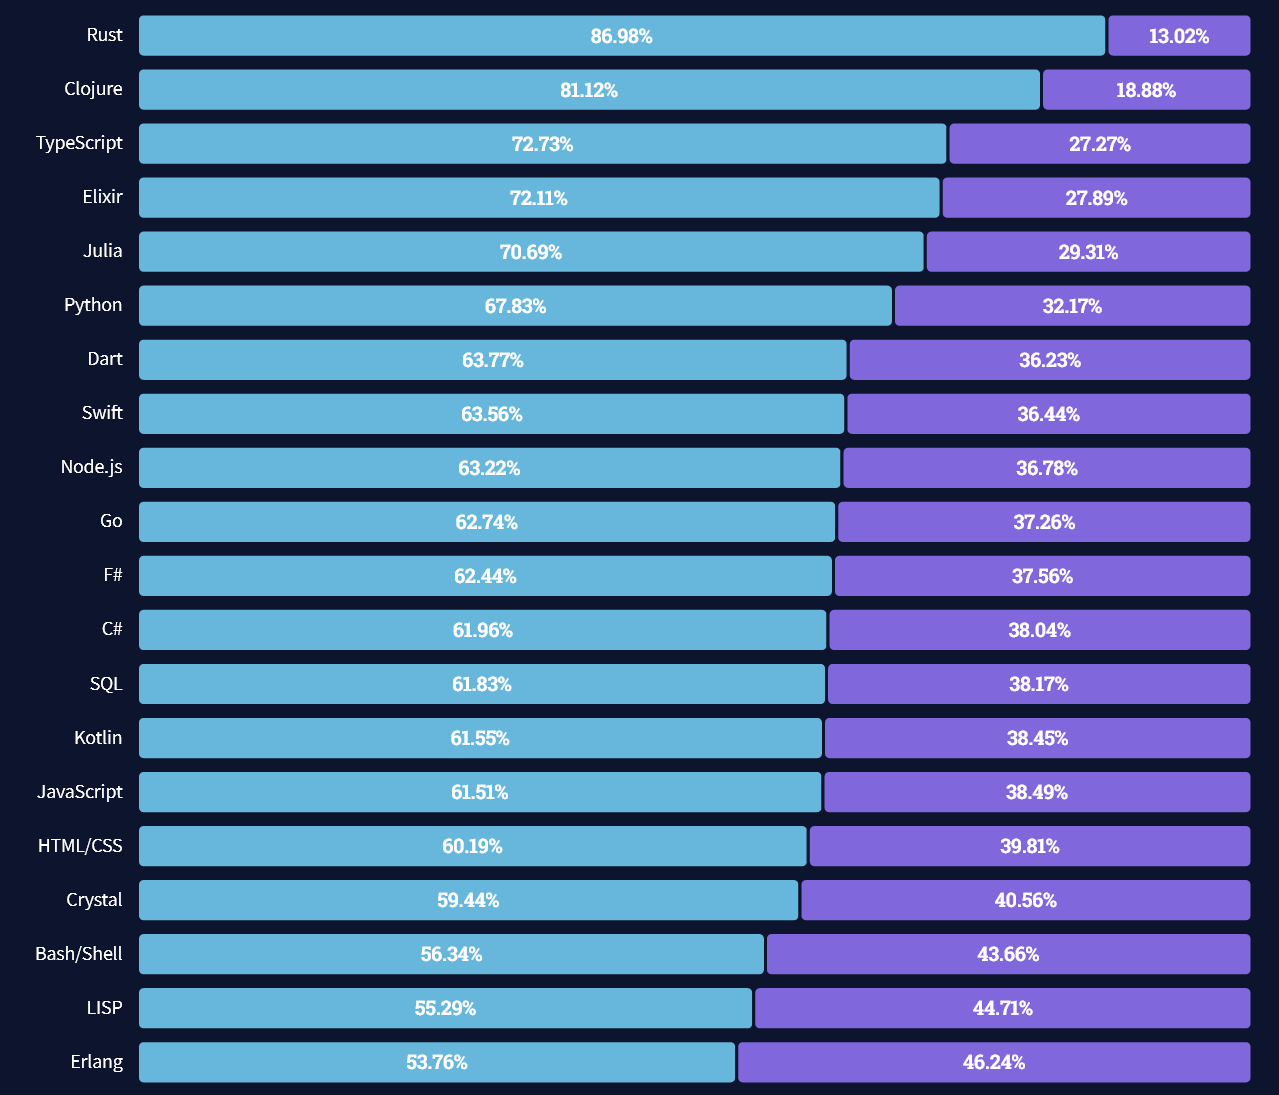 Rust 86.98% 13.02%
Clojure 81.12% 18.88%
TypeScript 72.73% 27.27%
Elixir 72.11% 27.89%
Julia 70.69% 29.31%
Python 67.83% 32.17%
Dart 63.77% 36.23%
Swift 63.56% 36.44%
Node.js 63.22% 36.78%
Go 62.74% 37.26%
F# 62.44% 37.56%
C# 61.96% 38.04%
SQL 61.83% 38.17%
Kotlin 61.55% 38.45%
JavaScript 61.51% 38.49%
HTML/CSS 60.19% 39.81%
Crystal 59.44% 40.56%
Bash/Shell 56.34% 43.66%
LISP 55.29% 44.71%
Erlang 53.76% 46.24%